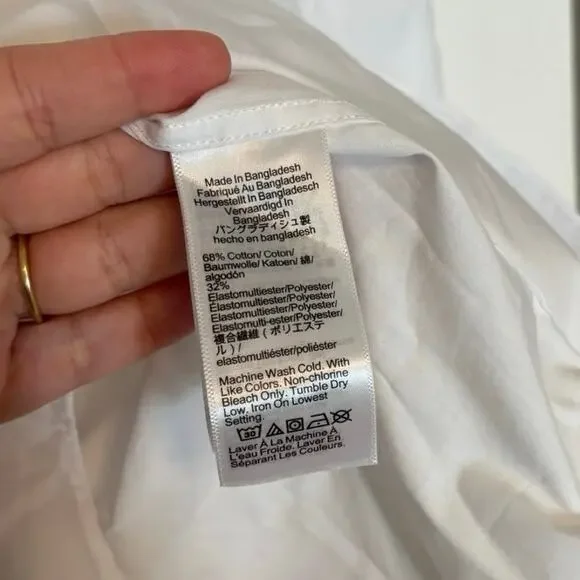 Made In Bangladesh
Fabriqué Au Bangladesh
Hergestellt In Bangladesch
Vervaardigd In
Bangladesh
バングラディシュ製
hecho en bangladesh
68% Cotton/ Coton/
Baumwolle/ Katoen/ 綿/
algodón
32%
Elastomultiester/Polyester/
Élastomultiester/Polyester/
Elastomultiester/Polyester/
Elastomulti-ester/Polyester/
複合繊維 ( ポリエステ
ル ) /
elastomultiéster/poliéster
Machine Wash Cold. With
Like Colors. Non-chlorine
Bleach Only. Tumble Dry
Low. Iron On Lowest
Setting.
30
Laver À La Machine À
L'eau Froide. Laver En
Séparant Les Couleurs.